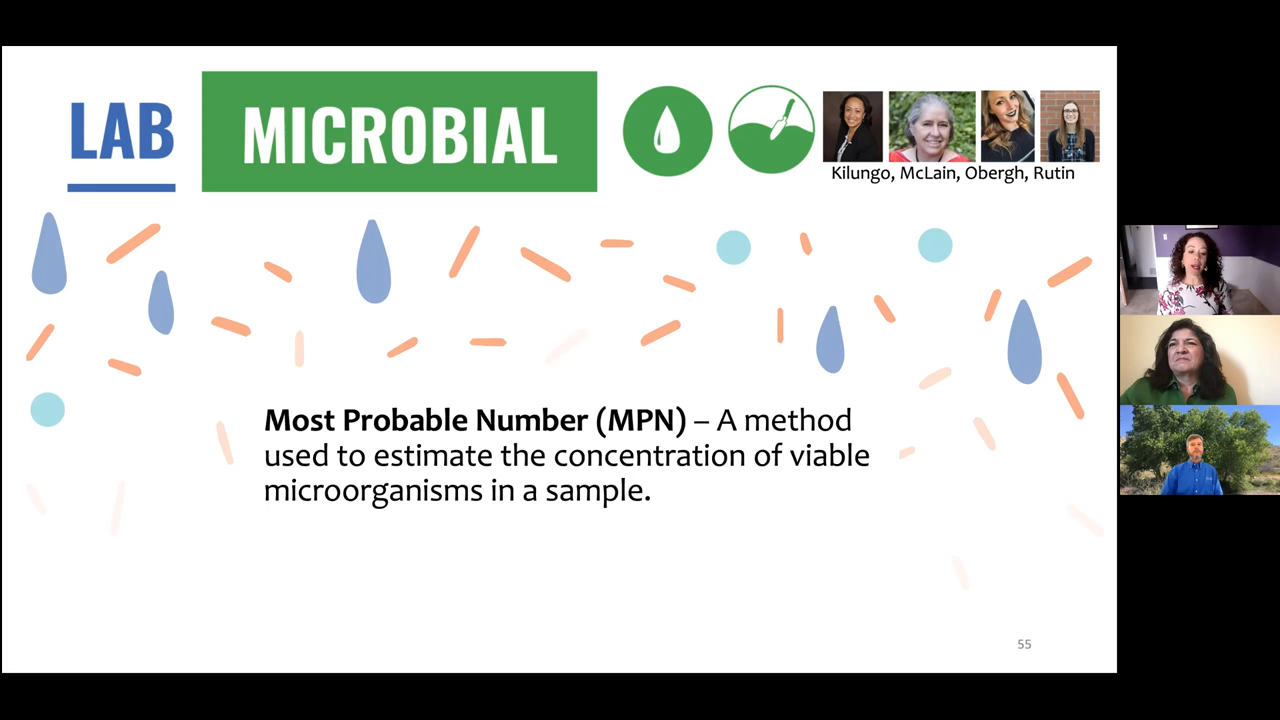 LAB MICROBIAL
Kilungo, McLain, Obergh, Rutin
Most Probable Number (MPN) – A method
used to estimate the concentration of viable
microorganisms in a sample.
55